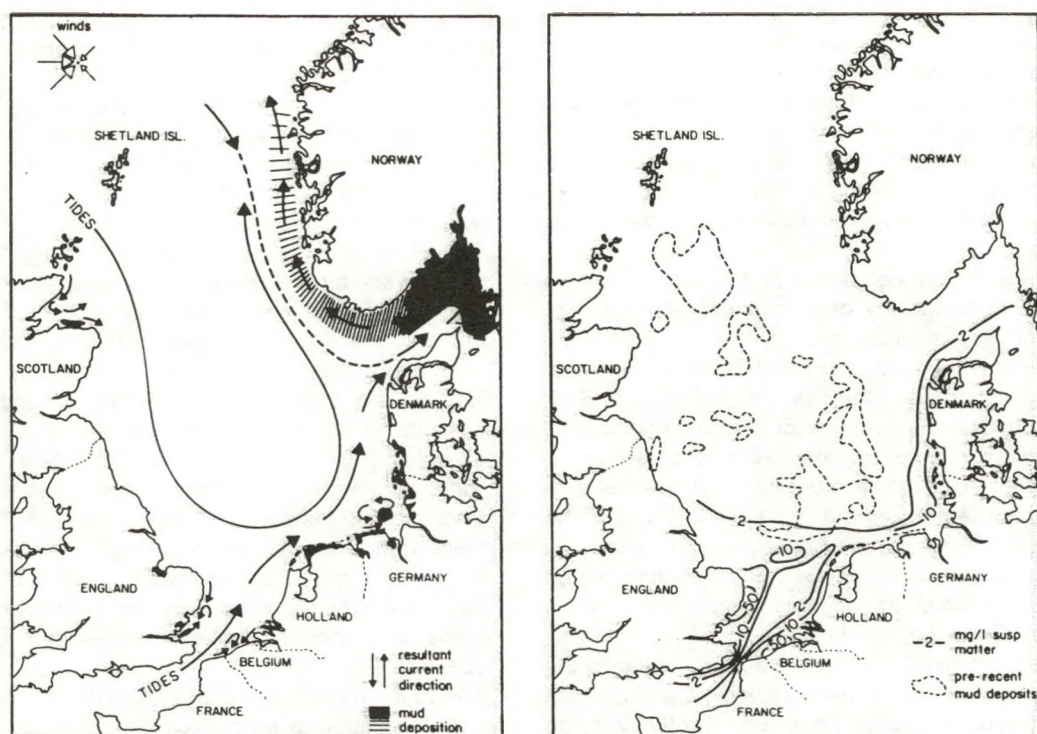 winds
SHETLAND ISL.
NORWAY
TIDES
SCOTLAND
DENMARK
ENGLAND
GERMANY
HOLLAND
TIDES
BELGIUM
FRANCE
resultant
current
direction
mud
deposition
SHETLAND ISL.
NORWAY
2
SCOTLAND
DENMARK
10
2
10
ENGLAND
GERMANY
50
10
HOLLAND
2
10
50
BELGIUM
2
FRANCE
-2- mg/l susp
matter
pre-recent
mud deposits